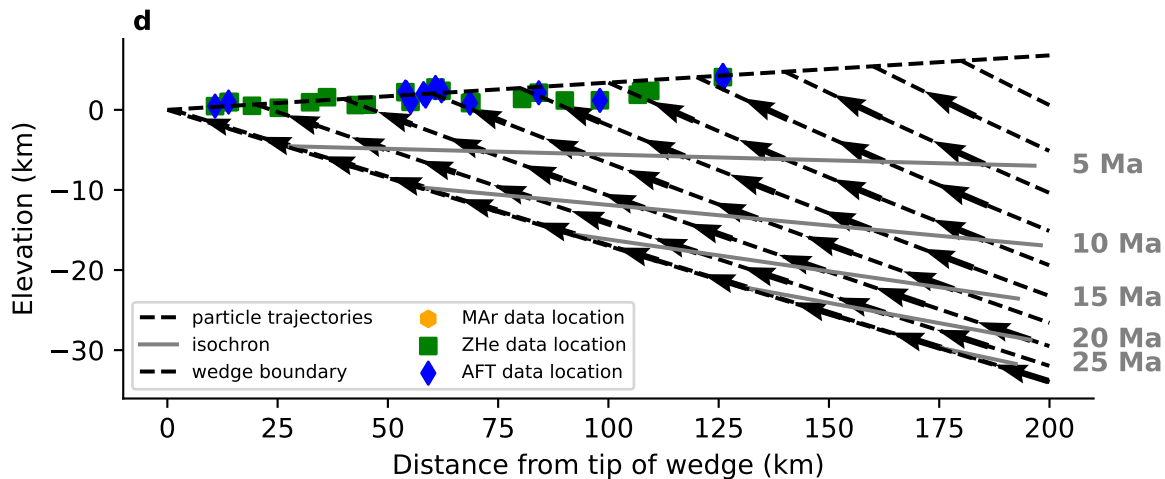 d
Elevation (km)
0
−10
−20
−30
5 Ma
10 Ma
15 Ma
20 Ma
25 Ma
particle trajectories
isochron
wedge boundary
MAr data location
ZHe data location
AFT data location
0 25 50 75 100 125 150 175 200
Distance from tip of wedge (km)